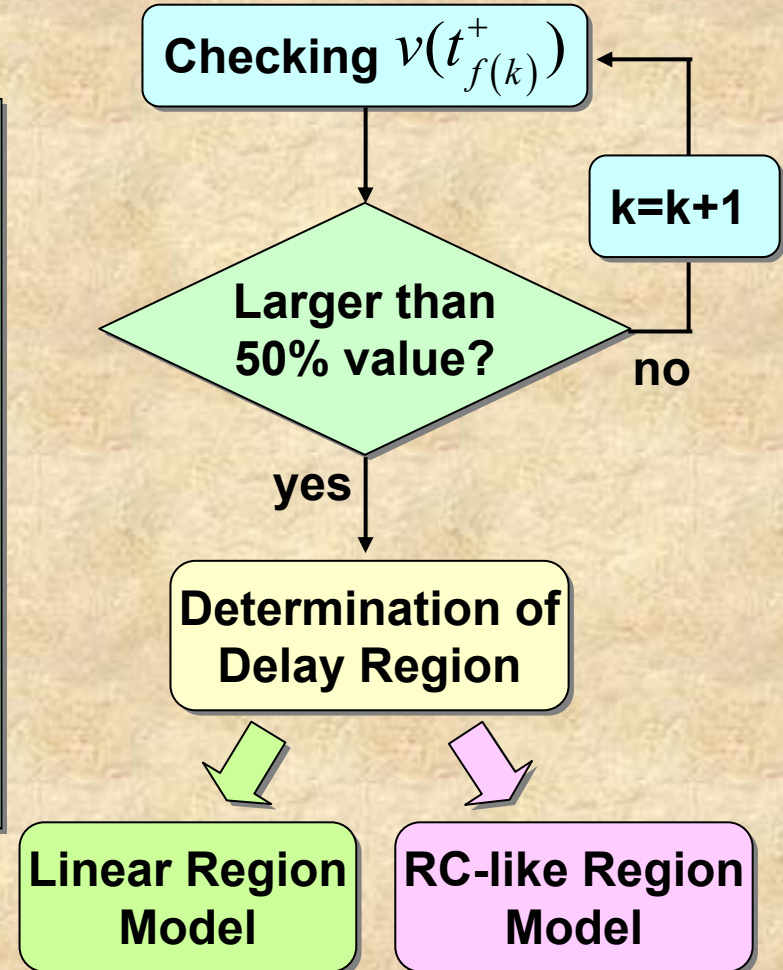 Checking $v(t^{+}_{f(k)})$
k=k+1
Larger than
50% value?
no
yes
Determination of
Delay Region
Linear Region
Model
RC-like Region
Model